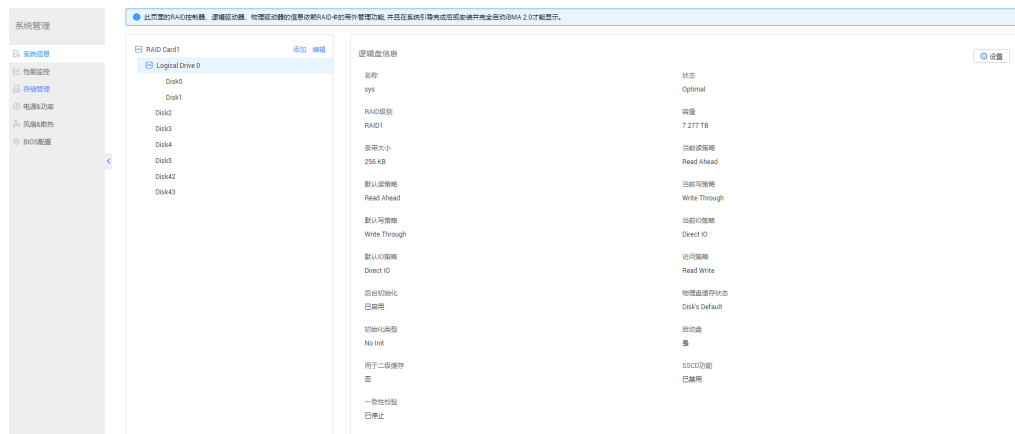 系统管理
系统信息
性能监控
存储管理
电源&功率
风扇&散热
BIOS配置
此页面的RAID控制器、逻辑驱动器、物理驱动器的信息依赖RAID卡的带外管理功能, 并且在系统引导完成后或安装并完全启动iBMA 2.0才能显示。
RAID Card1 添加 编辑
Logical Drive 0
Disk0
Disk1
Disk2
Disk3
Disk4
Disk5
Disk42
Disk43
逻辑盘信息
设置
名称 状态
sys Optimal
RAID级别 容量
RAID1 7.277 TB
条带大小 当前读策略
256 KB Read Ahead
默认读策略 当前写策略
Read Ahead Write Through
默认写策略 当前IO策略
Write Through Direct IO
默认IO策略 访问策略
Direct IO Read Write
后台初始化 物理盘缓存状态
已启用 Disk's Default
初始化类型 启动盘
No Init 是
用于二级缓存 SSCD功能
否 已禁用
一致性校验
已停止